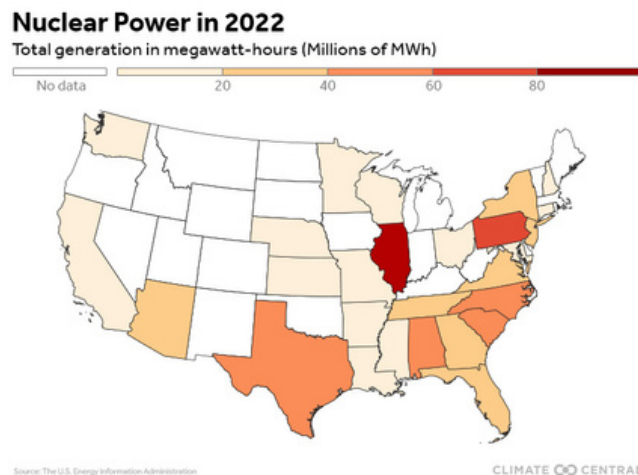 Nuclear Power in 2022
Total generation in megawatt-hours (Millions of MWh)
No data 20 40 60 80
Source: The U.S. Energy Information Administration
CLIMATE CENTRAL